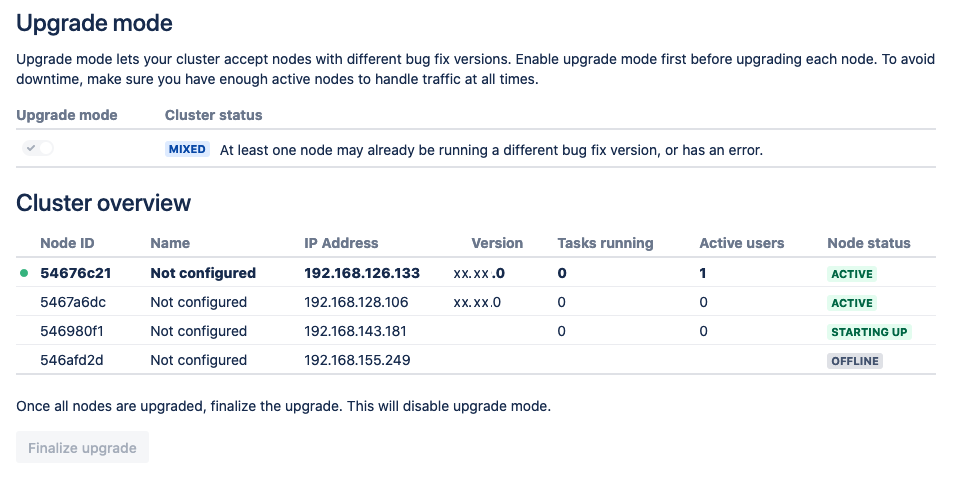 Upgrade mode
Upgrade mode lets your cluster accept nodes with different bug fix versions. Enable upgrade mode first before upgrading each node. To avoid
downtime, make sure you have enough active nodes to handle traffic at all times.
Upgrade mode Cluster status
MIXED At least one node may already be running a different bug fix version, or has an error.
Cluster overview
Node ID Name IP Address Version Tasks running Active users Node status
54676c21 Not configured 192.168.126.133 xx.xx.0 0 1 ACTIVE
5467a6dc Not configured 192.168.128.106 xx.xx.0 0 0 ACTIVE
546980f1 Not configured 192.168.143.181 0 0 STARTING UP
546afd2d Not configured 192.168.155.249 OFFLINE
Once all nodes are upgraded, finalize the upgrade. This will disable upgrade mode.
Finalize upgrade